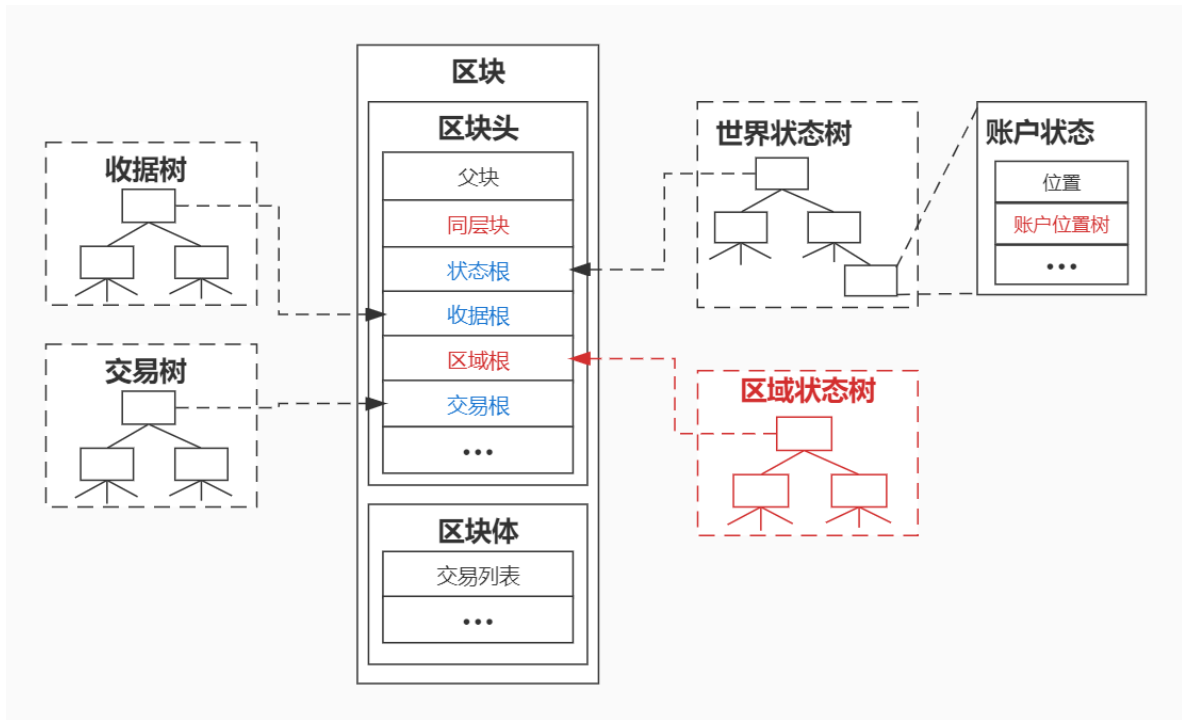 区块
区块头
父块
同层块
状态根
收据根
区域根
交易根
•••
区块体
交易列表
•••
收据树
交易树
世界状态树
账户状态
位置
账户位置树
•••
区域状态树